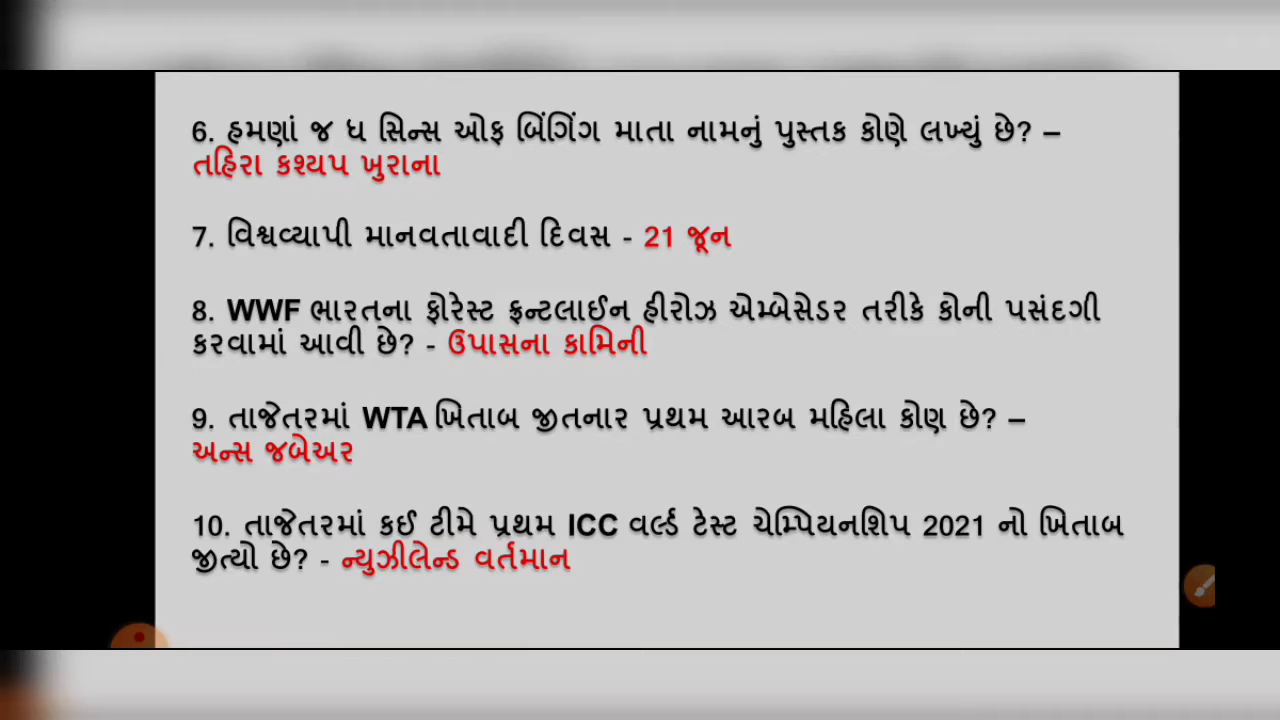 6. હમણાં જ ધ સિન્સ ઓફ બિંગિંગ માતા નામનું પુસ્તક કોણે લખ્યું છે? –
તહિરા કશ્યપ ખુરાના
7. વિશ્વવ્યાપી માનવતાવાદી દિવસ - 21 જૂન
8. WWF ભારતના ફોરેસ્ટ ફ્રન્ટલાઈન હીરોઝ એમ્બેસેડર તરીકે કોની પસંદગી
કરવામાં આવી છે? - ઉપાસના કામિની
9. તાજેતરમાં WTA ખિતાબ જીતનાર પ્રથમ આરબ મહિલા કોણ છે? –
અન્સ જબેઅર
10. તાજેતરમાં કઈ ટીમે પ્રથમ ICC વર્લ્ડ ટેસ્ટ ચેમ્પિયનશિપ 2021 નો ખિતાબ
જીત્યો છે? - ન્યુઝીલેન્ડ વર્તમાન